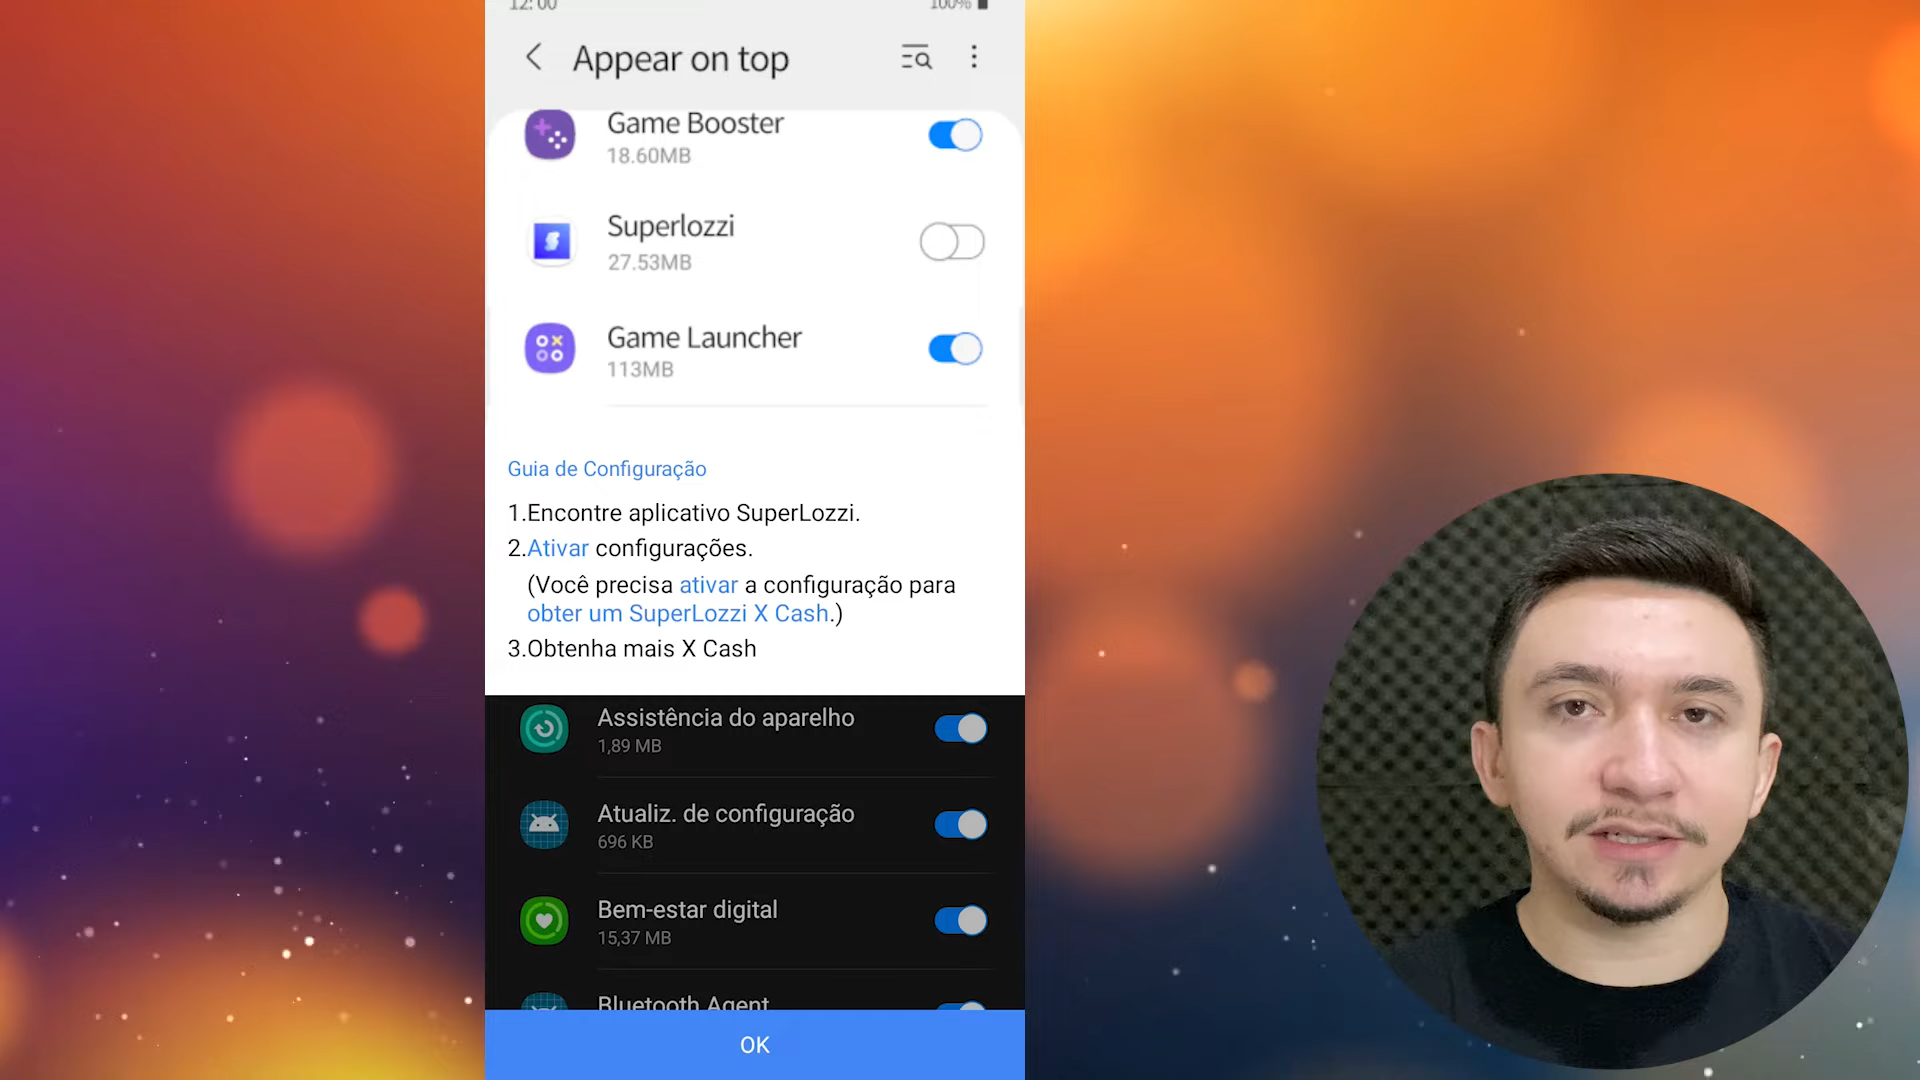 12:00 100%
Appear on top
Game Booster
18.60MB
Superlozzi
27.53MB
Game Launcher
113MB
Guia de Configuração
1.Encontre aplicativo SuperLozzi.
2.Ativar configurações.
(Você precisa ativar a configuração para
obter um SuperLozzi X Cash.)
3.Obtenha mais X Cash
Assistência do aparelho
1,89 MB
Atualiz. de configuração
696 KB
Bem-estar digital
15,37 MB
Bluetooth Agent
OK